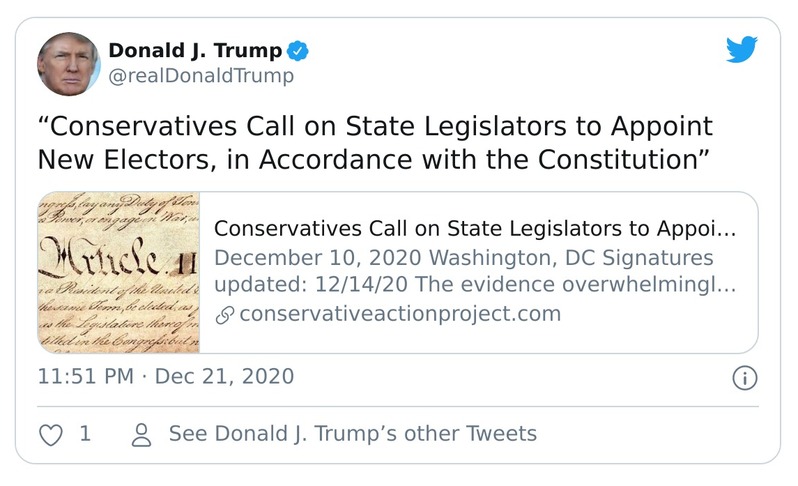 Donald J. Trump
@realDonaldTrump
“Conservatives Call on State Legislators to Appoint
New Electors, in Accordance with the Constitution”
Article. II
Conservatives Call on State Legislators to Appoi...
December 10, 2020 Washington, DC Signatures
updated: 12/14/20 The evidence overwhelmingl...
conservativeactionproject.com
11:51 PM · Dec 21, 2020
1
See Donald J. Trump’s other Tweets